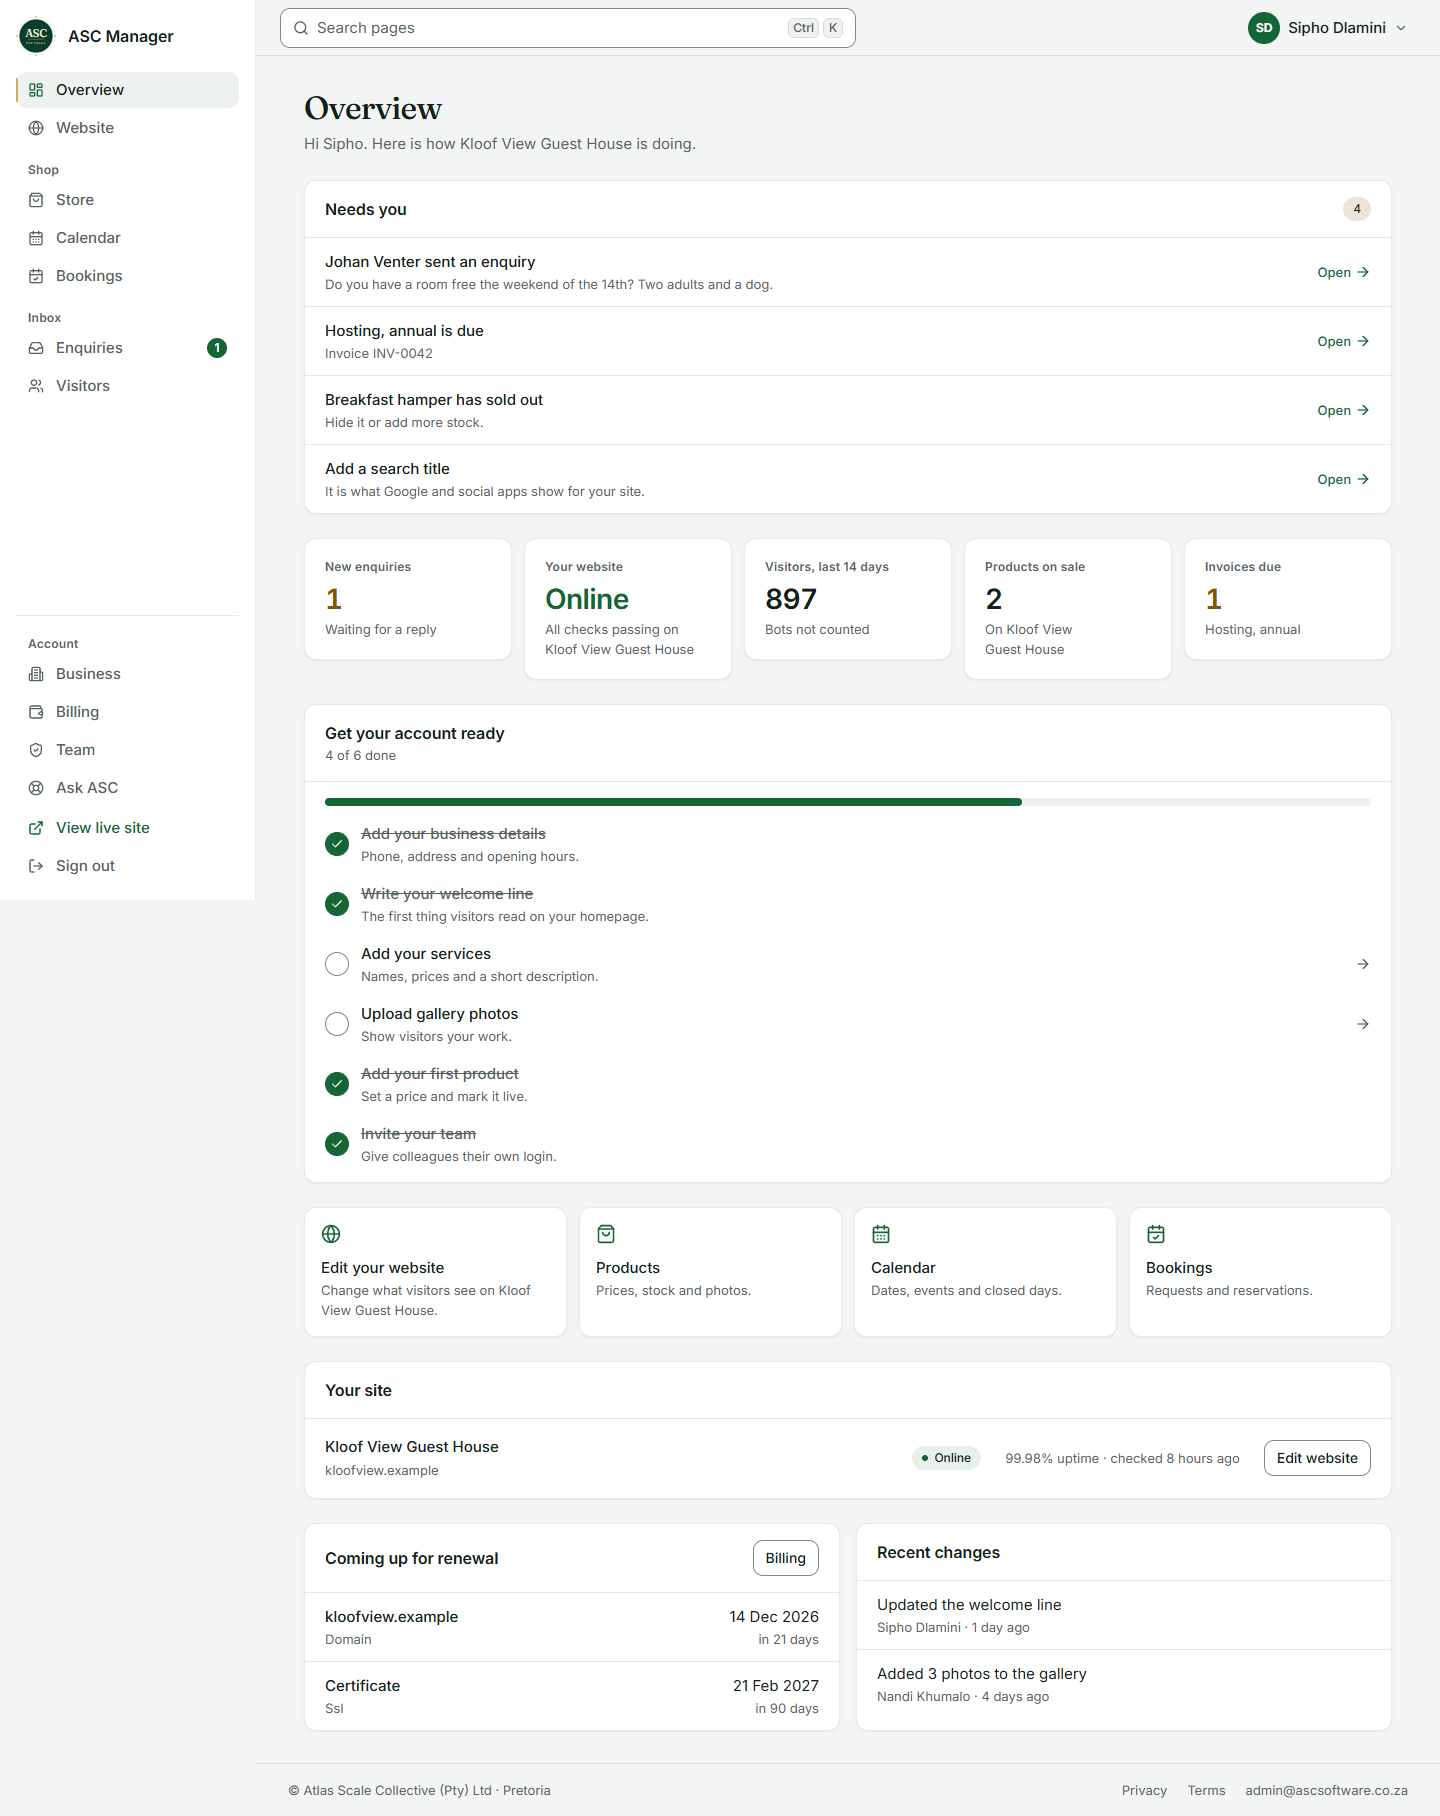 ASC
ASC Manager
Search pages
Ctrl K
SD
Sipho Dlamini
Overview
Website
Shop
Store
Calendar
Bookings
Inbox
Enquiries
1
Visitors
Account
Business
Billing
Team
Ask ASC
View live site
Sign out
Overview
Hi Sipho. Here is how Kloof View Guest House is doing.
Needs you
4
Johan Venter sent an enquiry
Do you have a room free the weekend of the 14th? Two adults and a dog.
Open
Hosting, annual is due
Invoice INV-0042
Open
Breakfast hamper has sold out
Hide it or add more stock.
Open
Add a search title
It is what Google and social apps show for your site.
Open
New enquiries
1
Waiting for a reply
Your website
Online
All checks passing on
Kloof View Guest House
Visitors, last 14 days
897
Bots not counted
Products on sale
2
On Kloof View
Guest House
Invoices due
1
Hosting, annual
Get your account ready
4 of 6 done
Add your business details
Phone, address and opening hours.
Write your welcome line
The first thing visitors read on your homepage.
Add your services
Names, prices and a short description.
Upload gallery photos
Show visitors your work.
Add your first product
Set a price and mark it live.
Invite your team
Give colleagues their own login.
Edit your website
Change what visitors see on Kloof
View Guest House.
Products
Prices, stock and photos.
Calendar
Dates, events and closed days.
Bookings
Requests and reservations.
Your site
Kloof View Guest House
kloofview.example
Online
99.98% uptime · checked 8 hours ago
Edit website
Coming up for renewal
Billing
kloofview.example
Domain
14 Dec 2026
in 21 days
Certificate
Ssl
21 Feb 2027
in 90 days
Recent changes
Updated the welcome line
Sipho Dlamini · 1 day ago
Added 3 photos to the gallery
Nandi Khumalo · 4 days ago
© Atlas Scale Collective (Pty) Ltd · Pretoria
Privacy
Terms
admin@ascsoftware.co.za